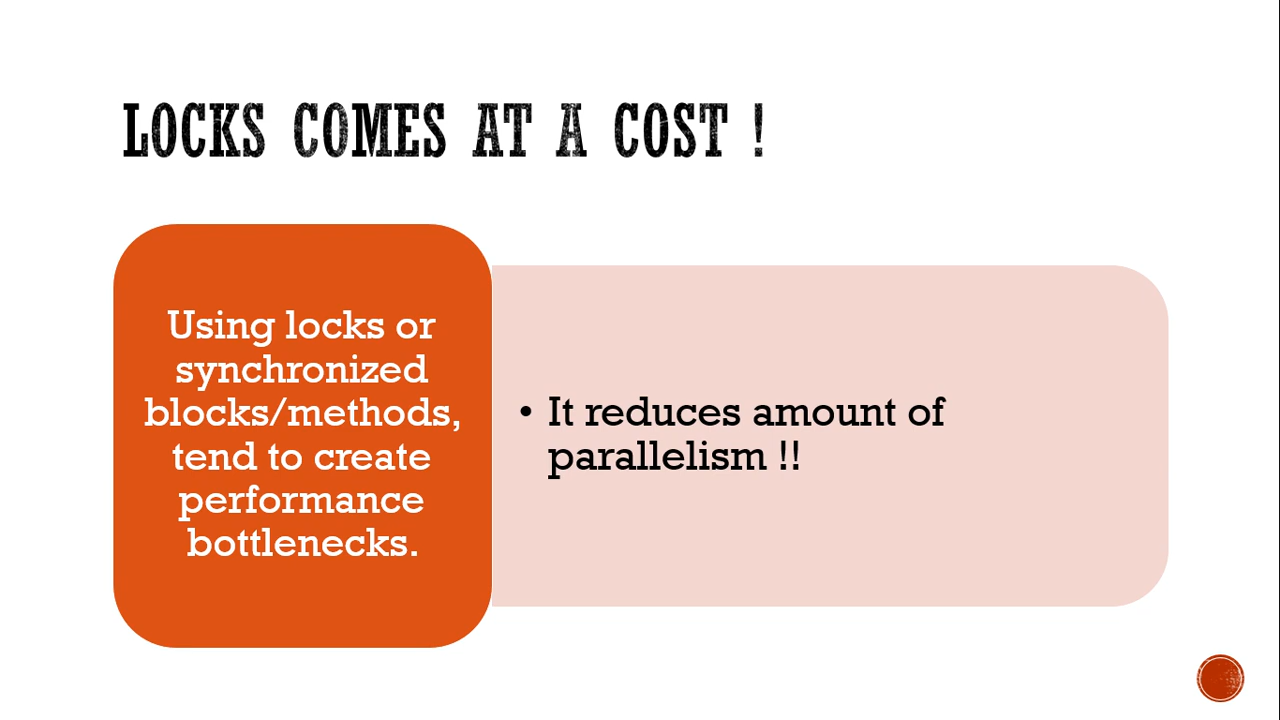 LOCKS COMES AT A COST !
Using locks or
synchronized
blocks/methods,
tend to create
performance
bottlenecks.
• It reduces amount of
parallelism !!